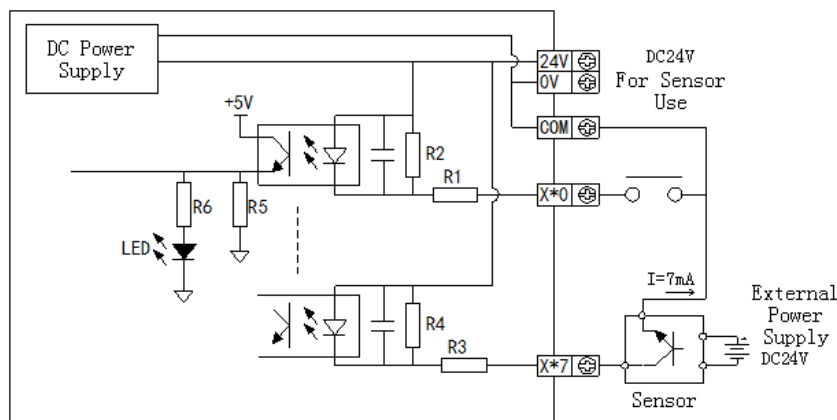 DC Power
Supply
24V
0V
COM
DC24V
For Sensor
Use
+5V
R2
R1
X*0
R6
R5
LED
I=7mA
R4
R3
X*7
External
Power
Supply
DC24V
Sensor